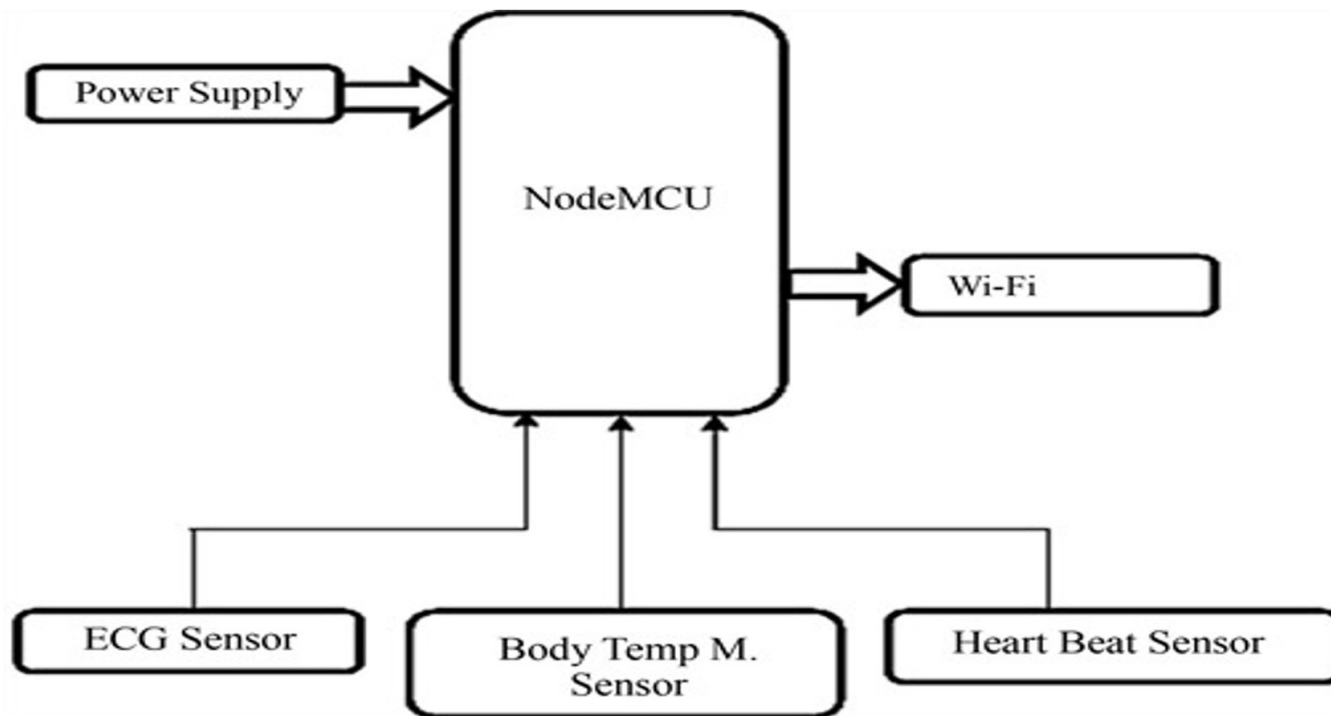 Power Supply
NodeMCU
Wi-Fi
ECG Sensor
Body Temp M.
Sensor
Heart Beat Sensor